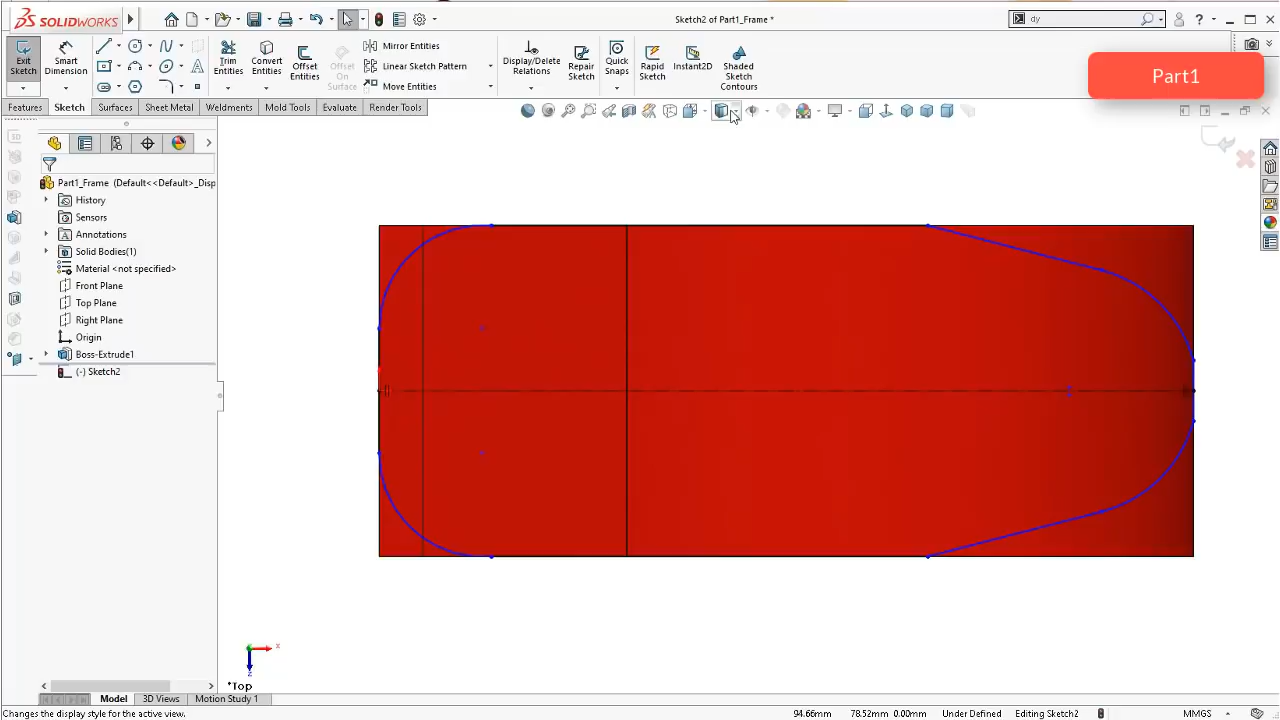 SOLIDWORKS
Sketch2 of Part1_Frame *
dy
Exit Sketch
Smart Dimension
Trim Entities
Convert Entities
Offset Entities
Offset On Surface
Mirror Entities
Linear Sketch Pattern
Move Entities
Display/Delete Relations
Repair Sketch
Quick Snaps
Rapid Sketch
Instant2D
Shaded Sketch Contours
Part1
Features
Sketch
Surfaces
Sheet Metal
Weldments
Mold Tools
Evaluate
Render Tools
Part1_Frame (Default<<Default>_Disp
History
Sensors
Annotations
Solid Bodies(1)
Material <not specified>
Front Plane
Top Plane
Right Plane
Origin
Boss-Extrude1
(-) Sketch2
x
z
*Top
Model
3D Views
Motion Study 1
Changes the display style for the active view.
94.66mm 78.52mm 0.00mm Under Defined Editing Sketch2 MMGS